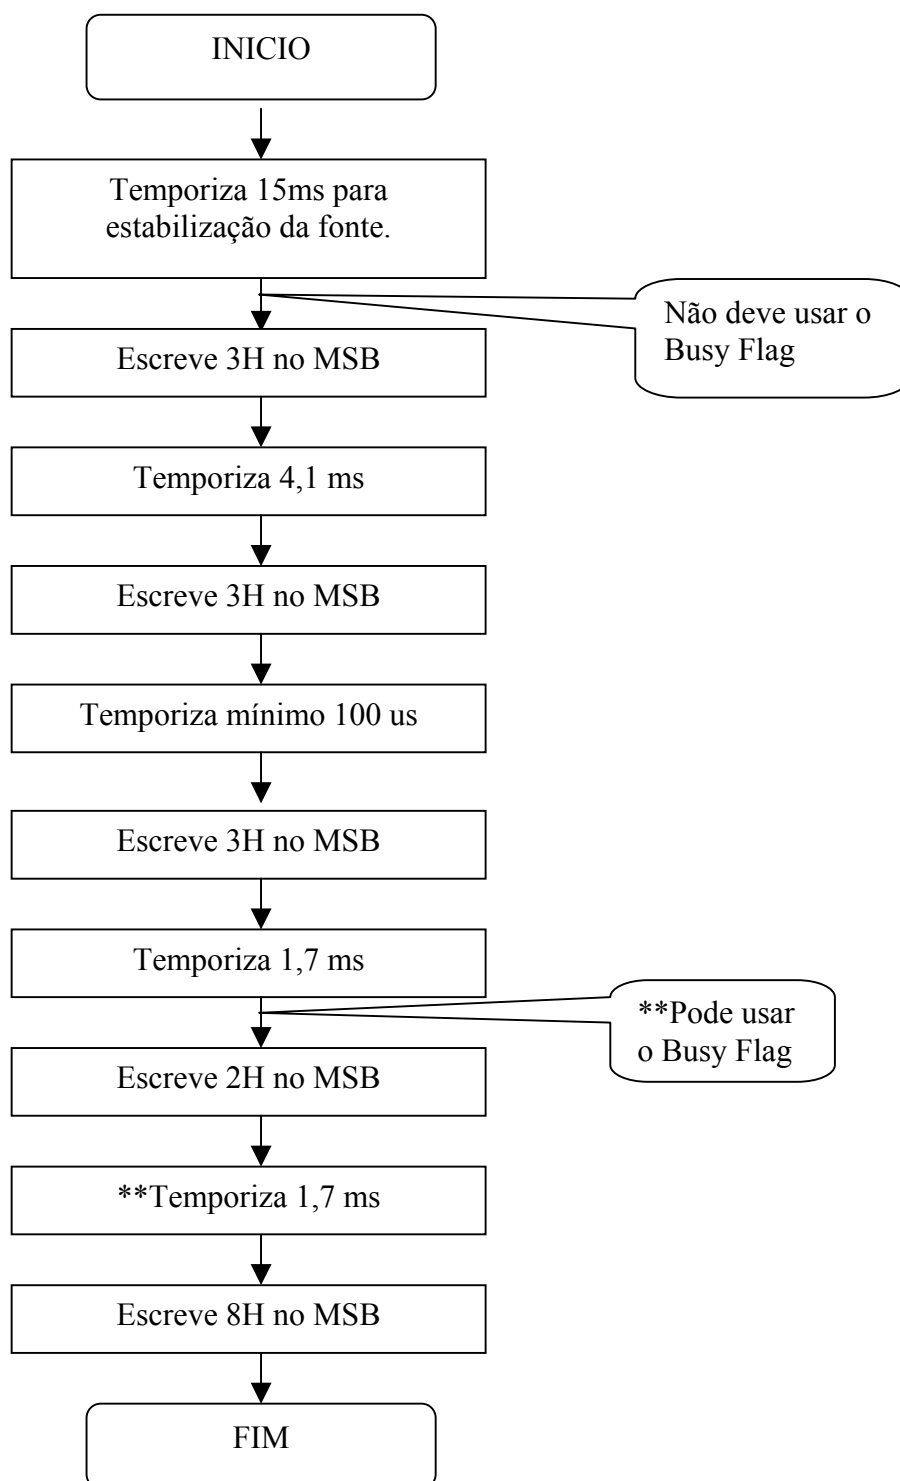 INICIO
Temporiza 15ms para
estabilização da fonte.
Não deve usar o
Busy Flag
Escreve 3H no MSB
Temporiza 4,1 ms
Escreve 3H no MSB
Temporiza mínimo 100 us
Escreve 3H no MSB
Temporiza 1,7 ms
**Pode usar
o Busy Flag
Escreve 2H no MSB
**Temporiza 1,7 ms
Escreve 8H no MSB
FIM